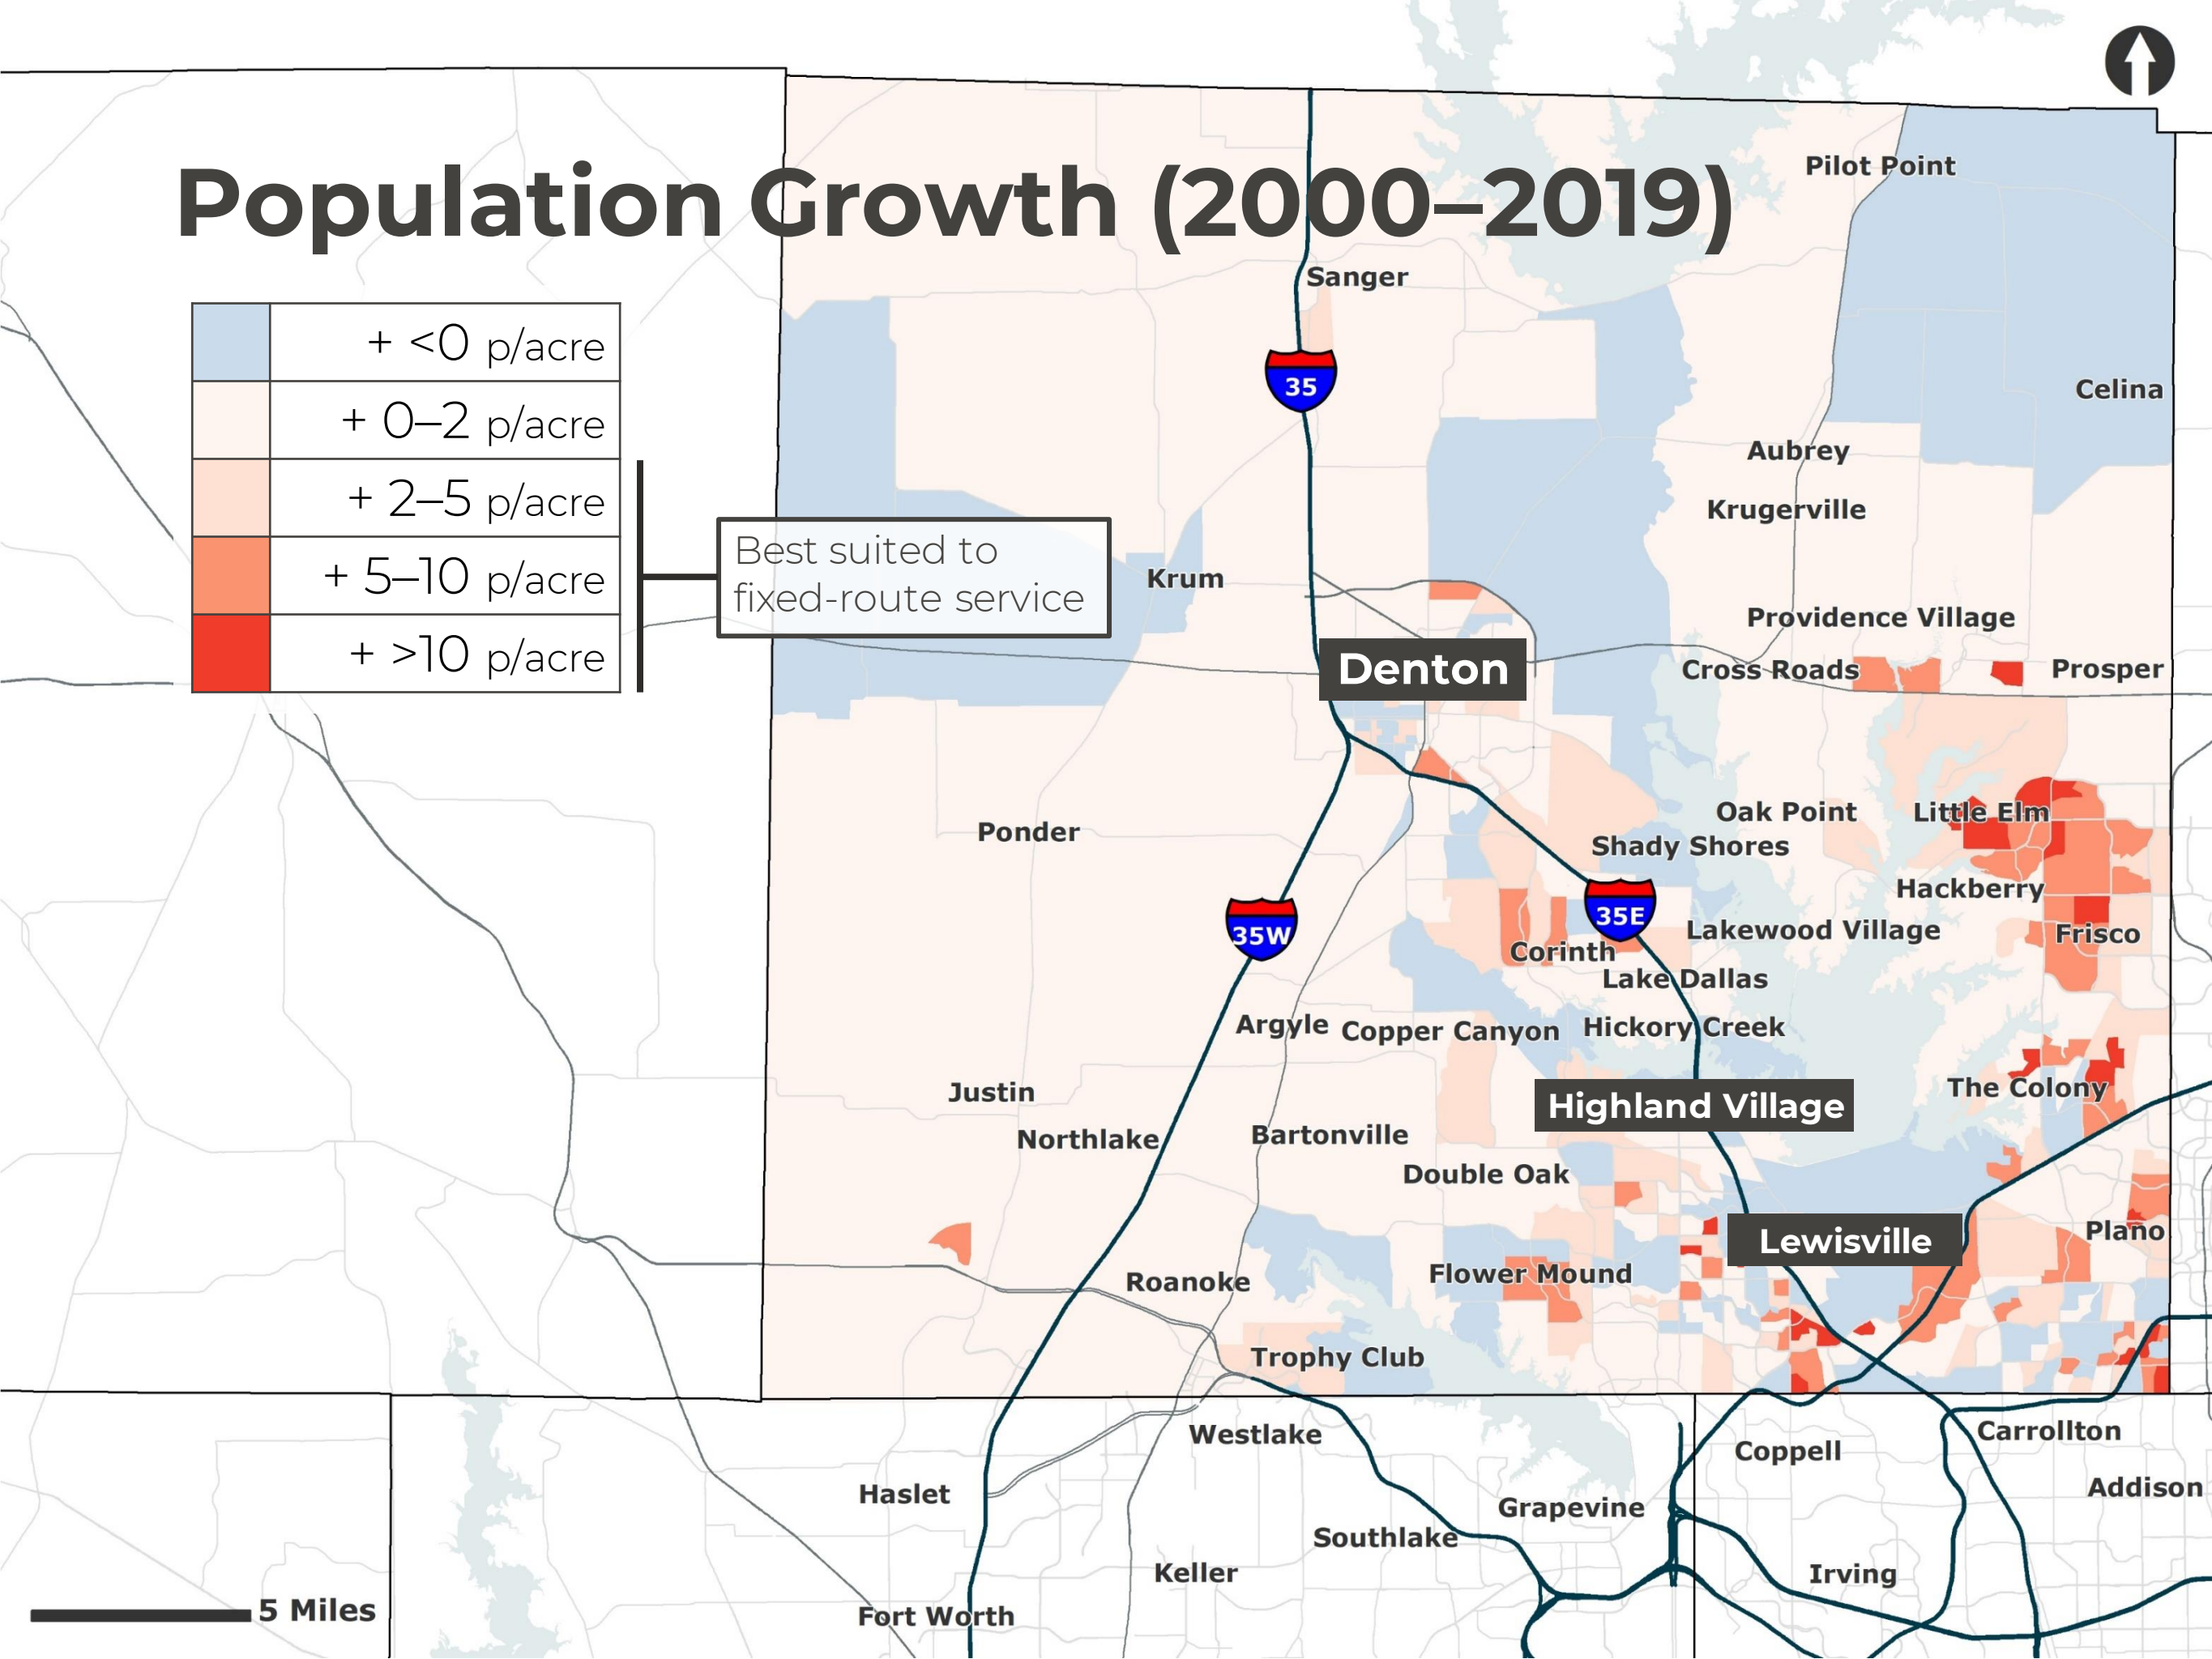 Population Growth (2000–2019)
+ <0 p/acre
+ 0–2 p/acre
+ 2–5 p/acre
+ 5–10 p/acre
+ >10 p/acre
Best suited to
fixed-route service
Pilot Point
Sanger
35
Celina
Aubrey
Krugerville
Krum
Providence Village
Denton
Cross Roads
Prosper
Ponder
Oak Point
Little Elm
Shady Shores
Hackberry
35E
35W
Lakewood Village
Frisco
Corinth
Lake Dallas
Argyle
Copper Canyon
Hickory Creek
Justin
Highland Village
The Colony
Northlake
Bartonville
Double Oak
Plano
Lewisville
Roanoke
Flower Mound
Trophy Club
Westlake
Coppell
Carrollton
Haslet
Grapevine
Addison
Southlake
Keller
Irving
5 Miles
Fort Worth